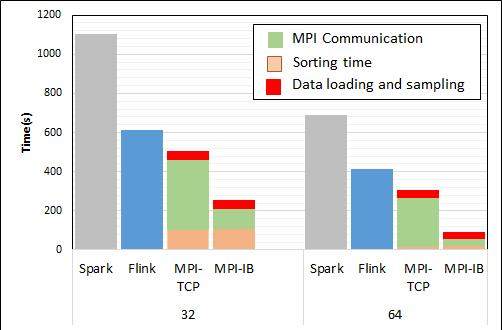 1200
1000
800
600
400
200
0
Time(s)
MPI Communication
Sorting time
Data loading and sampling
Spark Flink MPI-TCP MPI-IB Spark Flink MPI-TCP MPI-IB
32 64